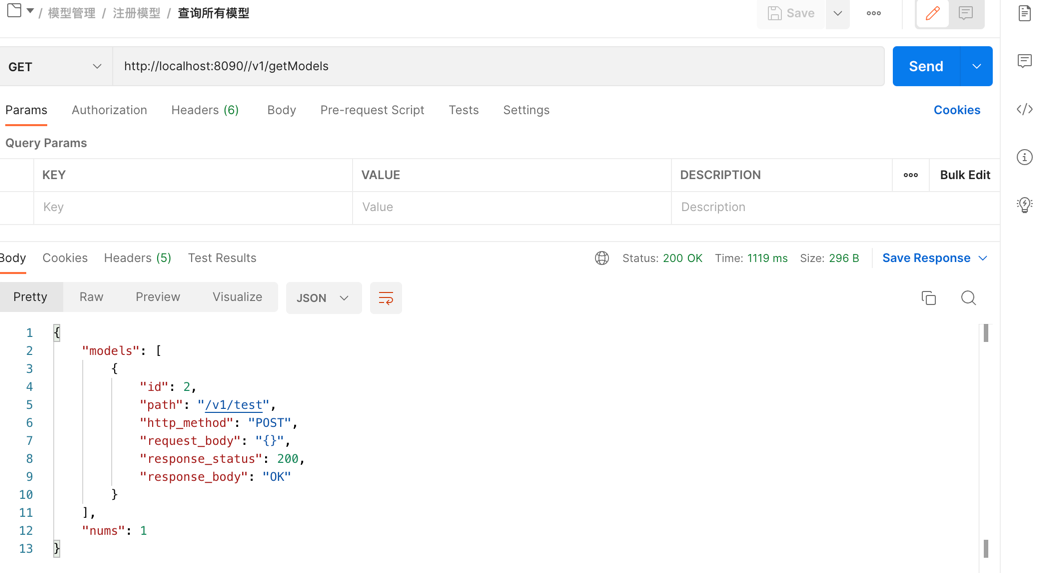 / 模型管理 / 注册模型 / 查询所有模型
Save
GET
http://localhost:8090//v1/getModels
Send
Params Authorization Headers (6) Body Pre-request Script Tests Settings Cookies
Query Params
KEY VALUE DESCRIPTION Bulk Edit
Key Value Description
Body Cookies Headers (5) Test Results Status: 200 OK Time: 1119 ms Size: 296 B Save Response
Pretty Raw Preview Visualize JSON
1 {
2 "models": [
3 {
4 "id": 2,
5 "path": "/v1/test",
6 "http_method": "POST",
7 "request_body": "{}",
8 "response_status": 200,
9 "response_body": "OK"
10 }
11 ],
12 "nums": 1
13 }